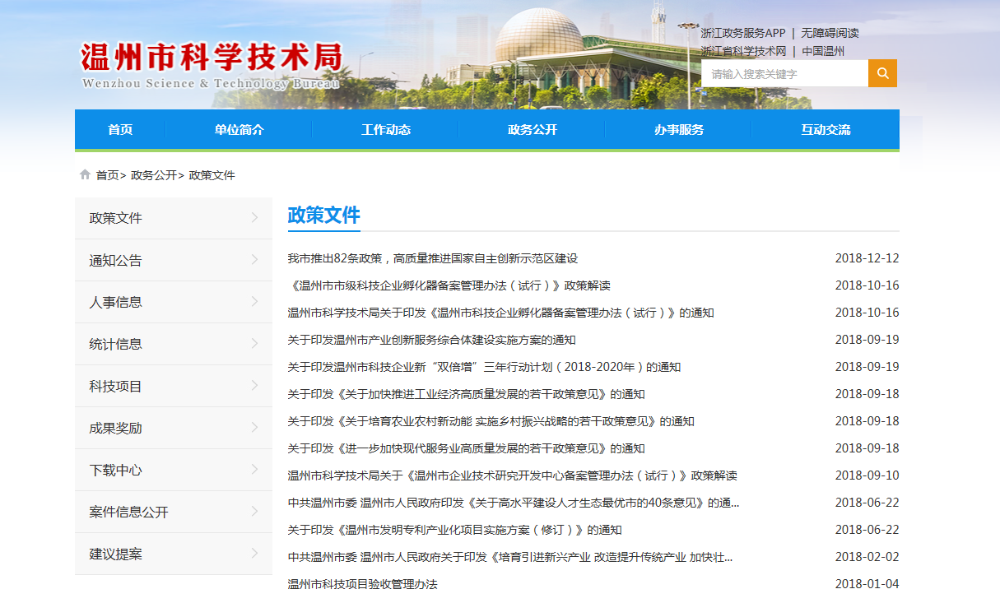 温州市科学技术局
Wenzhou Science & Technology Bureau
浙江政务服务APP | 无障碍阅读
浙江省科学技术网 | 中国温州
请输入搜索关键字
首页 单位简介 工作动态 政务公开 办事服务 互动交流
首页> 政务公开> 政策文件
政策文件
通知公告
人事信息
统计信息
科技项目
成果奖励
下载中心
案件信息公开
建议提案
政策文件
我市推出82条政策，高质量推进国家自主创新示范区建设 2018-12-12
《温州市市级科技企业孵化器备案管理办法（试行）》政策解读 2018-10-16
温州市科学技术局关于印发《温州市科技企业孵化器备案管理办法（试行）》的通知 2018-10-16
关于印发温州市产业创新服务综合体建设实施方案的通知 2018-09-19
关于印发温州市科技企业新“双倍增”三年行动计划（2018-2020年）的通知 2018-09-19
关于印发《关于加快推进工业经济高质量发展的若干政策意见》的通知 2018-09-18
关于印发《关于培育农业农村新动能 实施乡村振兴战略的若干政策意见》的通知 2018-09-18
关于印发《进一步加快现代服务业高质量发展的若干政策意见》的通知 2018-09-18
温州市科学技术局关于《温州市企业技术研究开发中心备案管理办法（试行）》政策解读 2018-09-10
中共温州市委 温州市人民政府印发《关于高水平建设人才生态最优市的40条意见》的通... 2018-06-22
关于印发《温州市发明专利产业化项目实施方案（修订）》的通知 2018-06-22
中共温州市委 温州市人民政府关于印发《培育引进新兴产业 改造提升传统产业 加快壮... 2018-02-02
温州市科技项目验收管理办法 2018-01-04